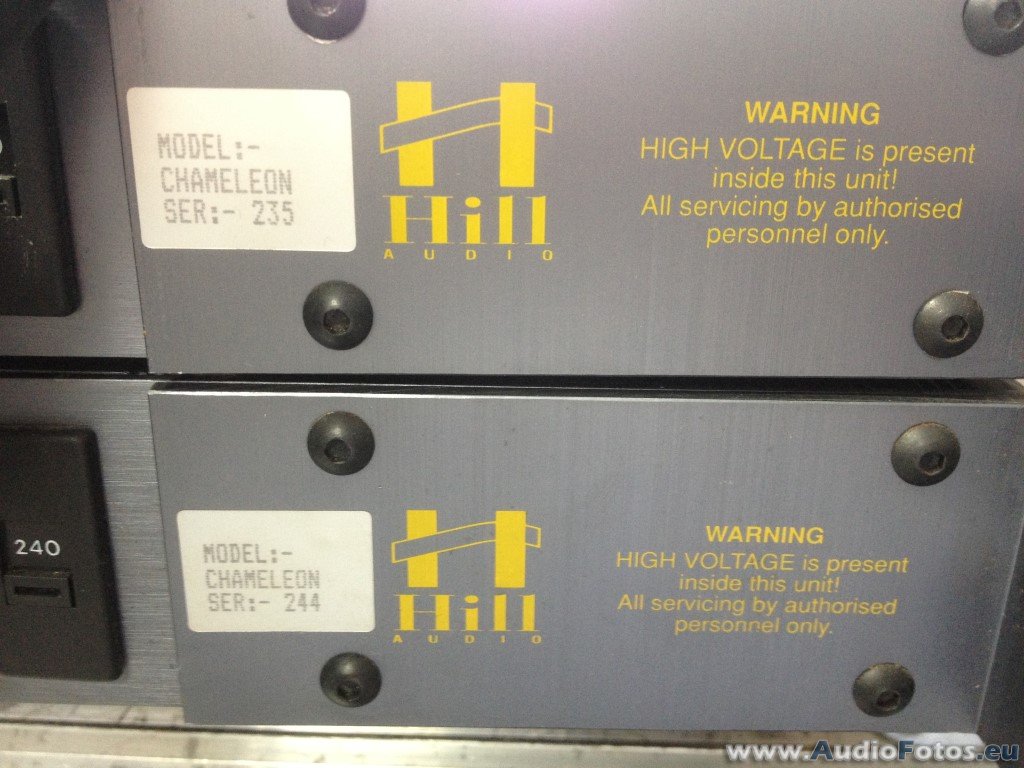 MODEL:-
CHAMELEON
SER:- 235
H
Hill
AUDIO
WARNING
HIGH VOLTAGE is present
inside this unit!
All servicing by authorised
personnel only.
240
MODEL:-
CHAMELEON
SER:- 244
H
Hill
AUDIO
WARNING
HIGH VOLTAGE is present
inside this unit!
All servicing by authorised
personnel only.
www.AudioFotos.eu